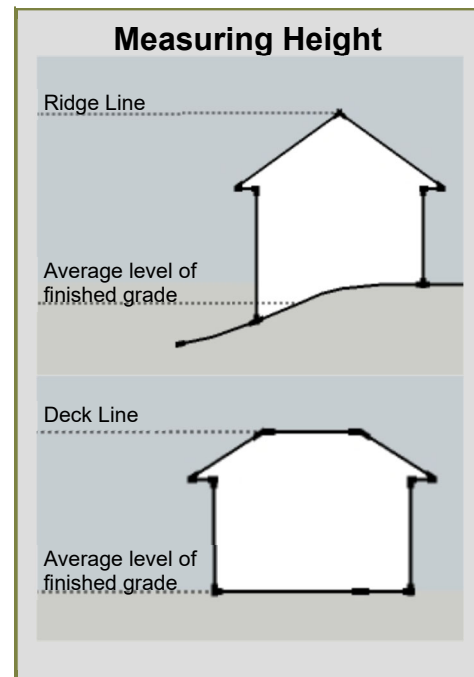 Measuring Height
Ridge Line
Average level of
finished grade
Deck Line
Average level of
finished grade